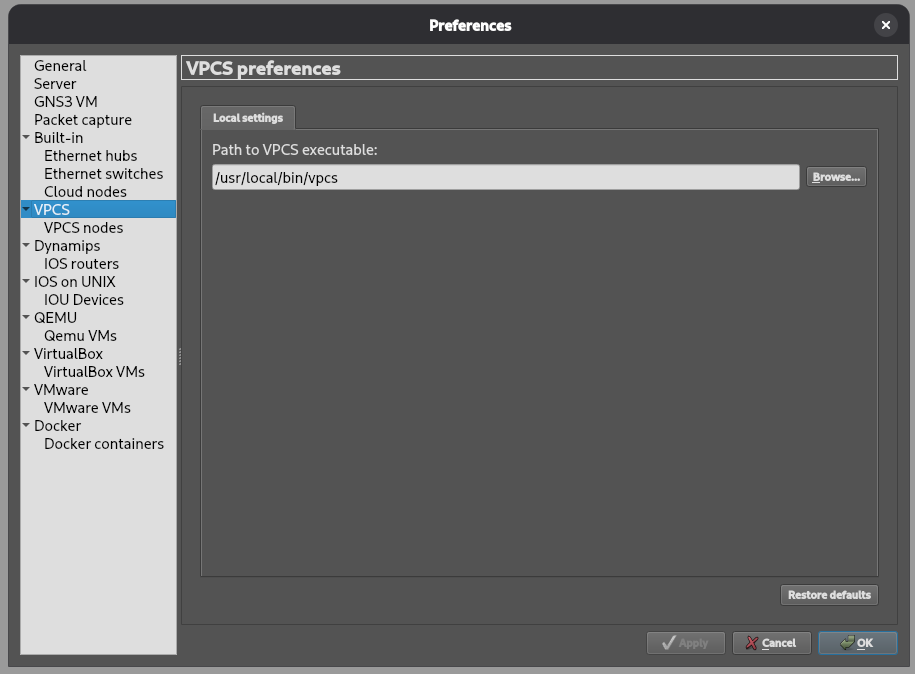 Preferences
General
Server
GNS3 VM
Packet capture
Built-in
Ethernet hubs
Ethernet switches
Cloud nodes
VPCS
VPCS nodes
Dynamips
IOS routers
IOS on UNIX
IOU Devices
QEMU
Qemu VMs
VirtualBox
VirtualBox VMs
VMware
VMware VMs
Docker
Docker containers
VPCS preferences
Local settings
Path to VPCS executable:
/usr/local/bin/vpcs
Browse...
Restore defaults
Apply
Cancel
OK